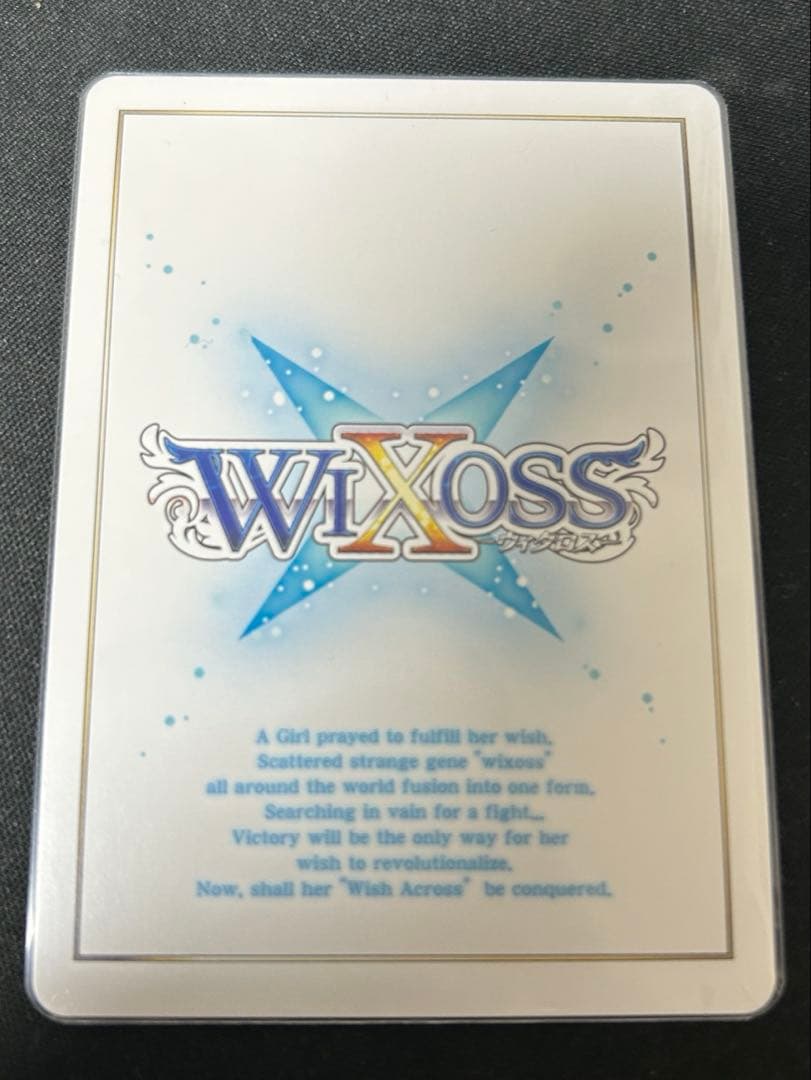 WIXOSS
ーウィクロスー
A Girl prayed to fulfill her wish.
Scattered strange gene "wixoss"
all around the world fusion into one form.
Searching in vain for a fight...
Victory will be the only way for her
wish to revolutionalize.
Now, shall her "Wish Across" be conquered.